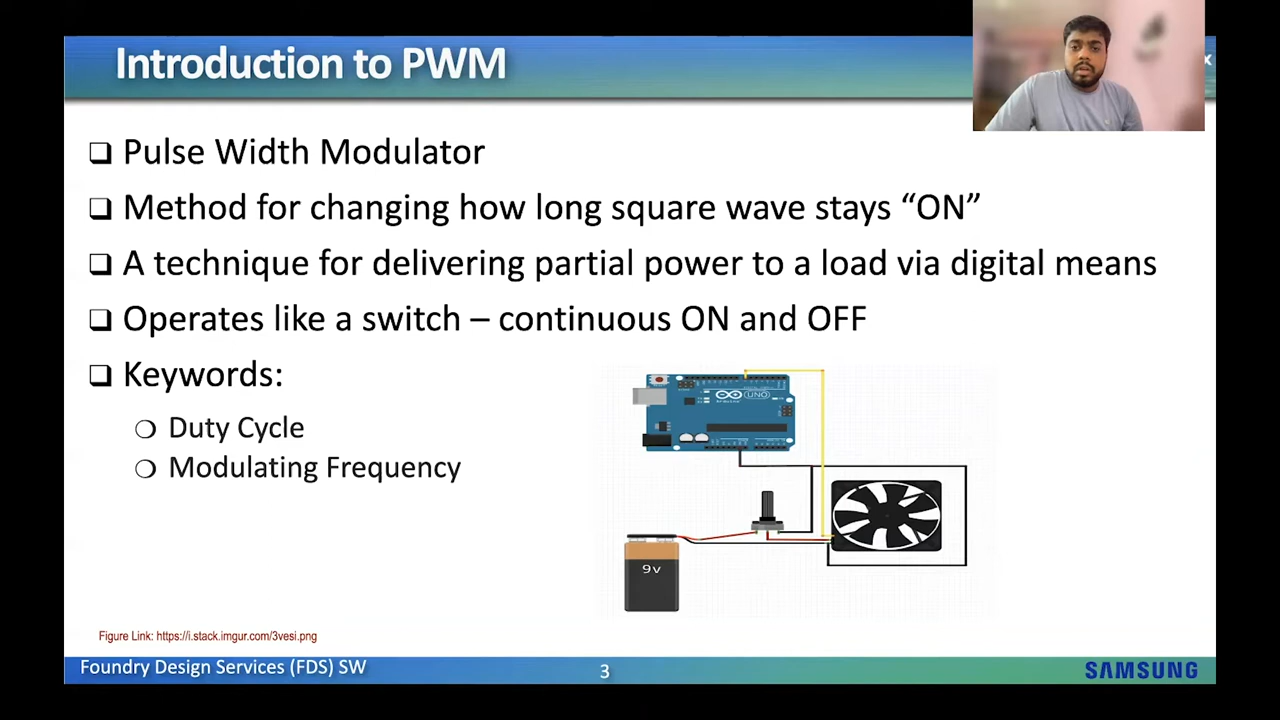 Introduction to PWM
x
❑ Pulse Width Modulator
❑ Method for changing how long square wave stays “ON”
❑ A technique for delivering partial power to a load via digital means
❑ Operates like a switch – continuous ON and OFF
❑ Keywords:
❍ Duty Cycle
❍ Modulating Frequency
UNO
9v
Figure Link: https://i.stack.imgur.com/3vesi.png
Foundry Design Services (FDS) SW
3
SAMSUNG